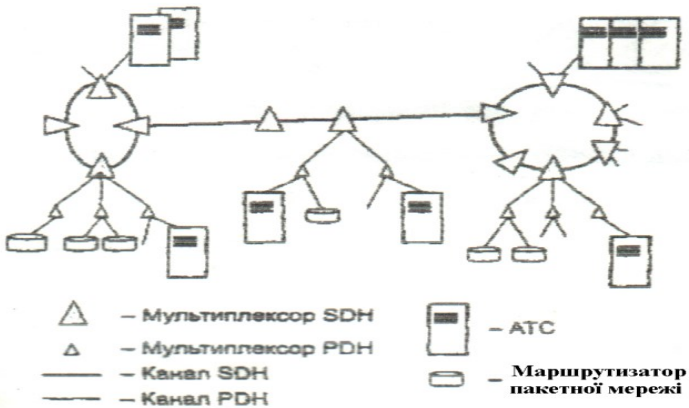 – Мультиплексор SDH
– Мультиплексор PDH
– Канал SDH
– Канал PDH
– АТС
– Маршрутизатор
пакетної мережі